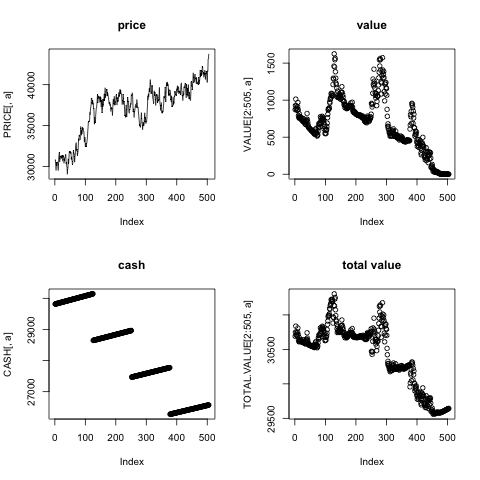 price
PRICE[, a]
30000 35000 40000
0 100 200 300 400 500
Index
value
VALUE[2:505, a]
0 500 1000 1500
0 100 200 300 400 500
Index
cash
CASH[, a]
27000 29000
0 100 200 300 400 500
Index
total value
TOTAL.VALUE[2:505, a]
29500 30500
0 100 200 300 400 500
Index